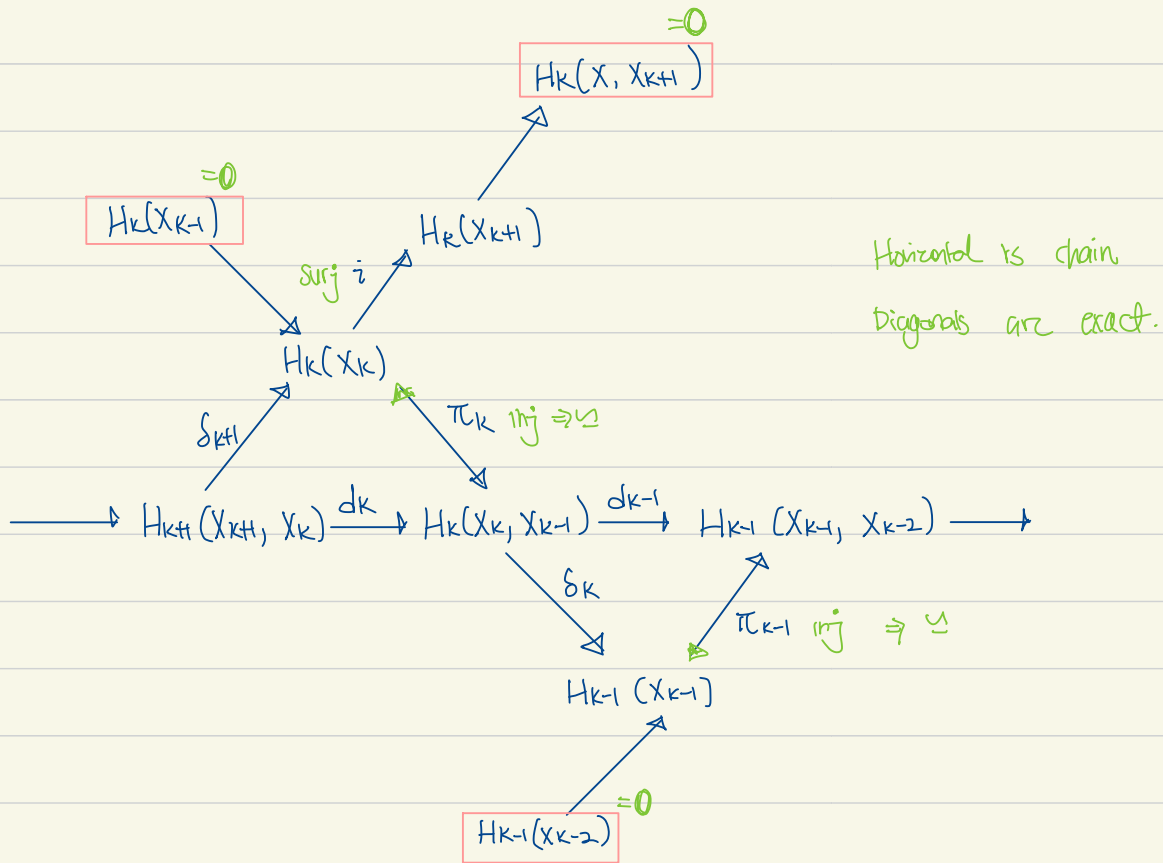 =0
Hk(X, Xk+1)
=0
Hk(Xk-1)
Hk(Xk+1)
surj i
Horizontal is chain
Diagonals are exact.
Hk(Xk)
δk+1
πk inj ⇒ ≅
Hk+1(Xk+1, Xk) dk Hk(Xk, Xk-1) dk-1 Hk-1 (Xk-1, Xk-2)
δk
πk-1 inj ⇒ ≅
Hk-1 (Xk-1)
=0
Hk-1(Xk-2)